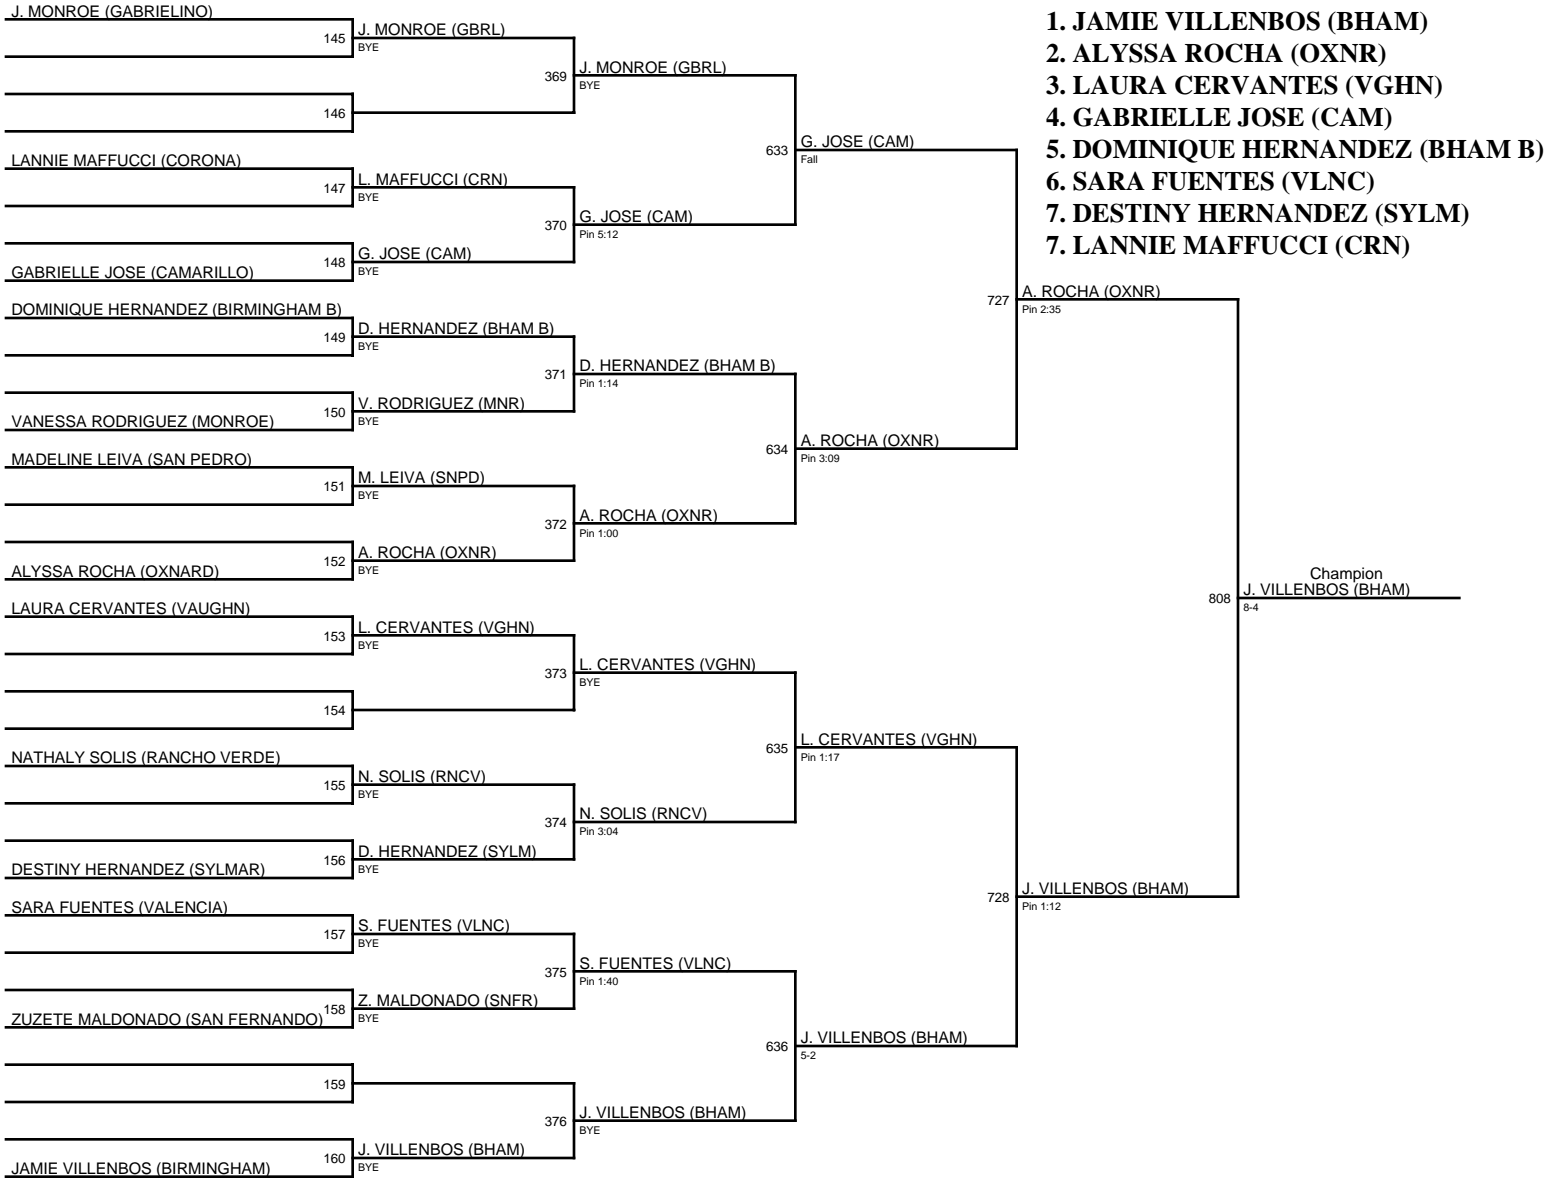 J. MONROE (GABRIELINO)
145 J. MONROE (GBRL)
BYE
369 J. MONROE (GBRL)
BYE
146
633 G. JOSE (CAM)
Fall
LANNIE MAFFUCCI (CORONA)
147 L. MAFFUCCI (CRN)
BYE
370 G. JOSE (CAM)
Pin 5:12
148 G. JOSE (CAM)
BYE
GABRIELLE JOSE (CAMARILLO)
727 A. ROCHA (OXNR)
Pin 2:35
DOMINIQUE HERNANDEZ (BIRMINGHAM B)
149 D. HERNANDEZ (BHAM B)
BYE
371 D. HERNANDEZ (BHAM B)
Pin 1:14
150 V. RODRIGUEZ (MNR)
BYE
VANESSA RODRIGUEZ (MONROE)
634 A. ROCHA (OXNR)
Pin 3:09
MADELINE LEIVA (SAN PEDRO)
151 M. LEIVA (SNPD)
BYE
372 A. ROCHA (OXNR)
Pin 1:00
152 A. ROCHA (OXNR)
BYE
ALYSSA ROCHA (OXNARD)
Champion
808 J. VILLENBOS (BHAM)
8-4
LAURA CERVANTES (VAUGHN)
153 L. CERVANTES (VGHN)
BYE
373 L. CERVANTES (VGHN)
BYE
154
635 L. CERVANTES (VGHN)
Pin 1:17
NATHALY SOLIS (RANCHO VERDE)
155 N. SOLIS (RNCV)
BYE
374 N. SOLIS (RNCV)
Pin 3:04
156 D. HERNANDEZ (SYLM)
BYE
DESTINY HERNANDEZ (SYLMAR)
728 J. VILLENBOS (BHAM)
Pin 1:12
SARA FUENTES (VALENCIA)
157 S. FUENTES (VLNC)
BYE
375 S. FUENTES (VLNC)
Pin 1:40
158 Z. MALDONADO (SNFR)
BYE
ZUZETE MALDONADO (SAN FERNANDO)
636 J. VILLENBOS (BHAM)
5-2
159
376 J. VILLENBOS (BHAM)
BYE
160 J. VILLENBOS (BHAM)
BYE
JAMIE VILLENBOS (BIRMINGHAM)
1. JAMIE VILLENBOS (BHAM)
2. ALYSSA ROCHA (OXNR)
3. LAURA CERVANTES (VGHN)
4. GABRIELLE JOSE (CAM)
5. DOMINIQUE HERNANDEZ (BHAM B)
6. SARA FUENTES (VLNC)
7. DESTINY HERNANDEZ (SYLM)
7. LANNIE MAFFUCCI (CRN)